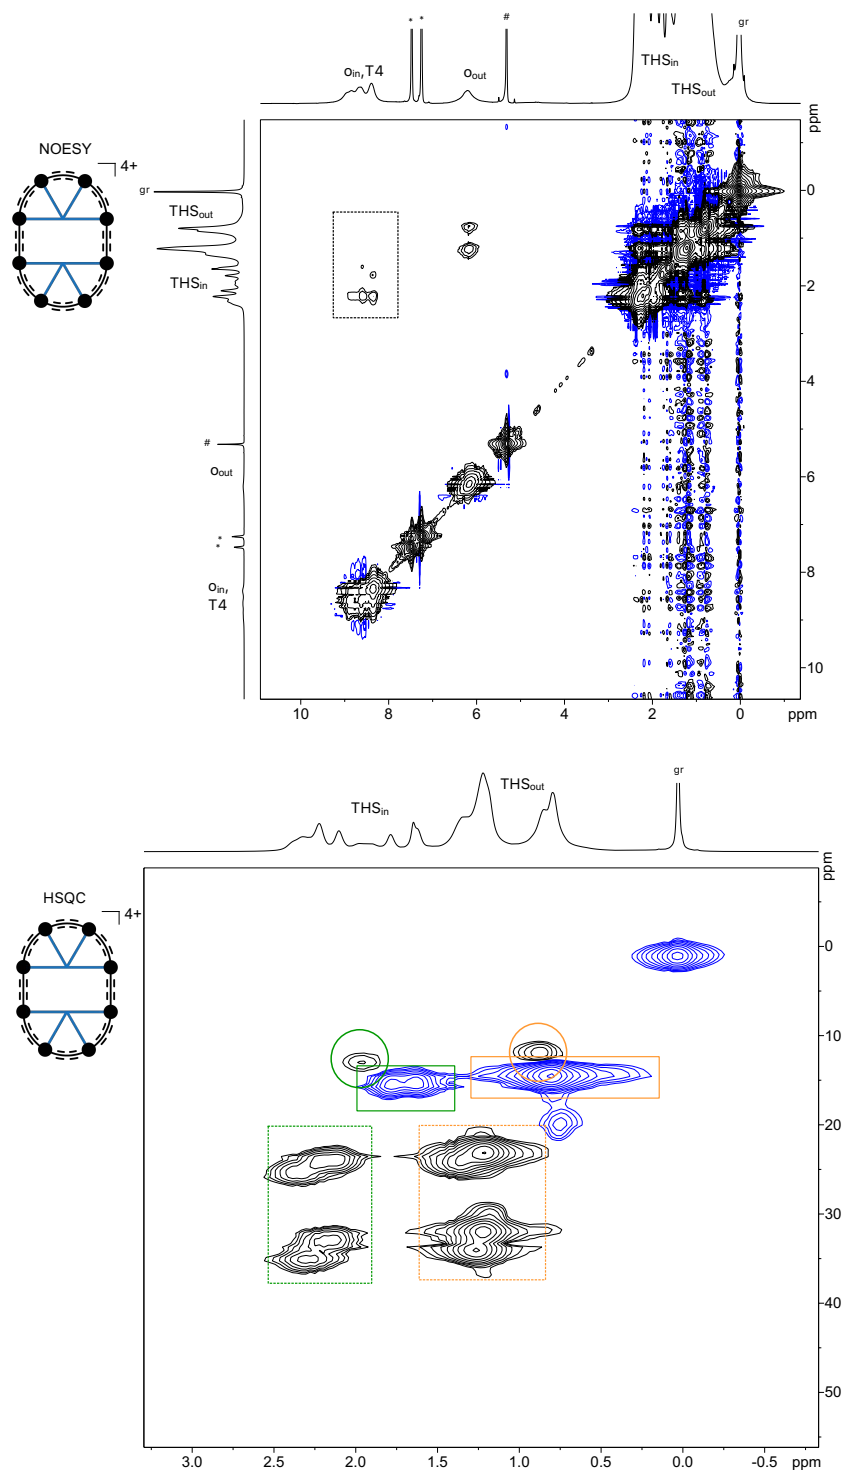 * * # gr
THS_in
o_in,T4 o_out
THS_out
NOESY
4+
ppm
gr
0
THS_out
THS_in
2
4
#
o_out
6
*
*
8
o_in,
T4
10
10 8 6 4 2 0 ppm
gr
THS_out
THS_in
ppm
HSQC
4+
0
10
20
30
40
50
3.0 2.5 2.0 1.5 1.0 0.5 0.0 -0.5 ppm